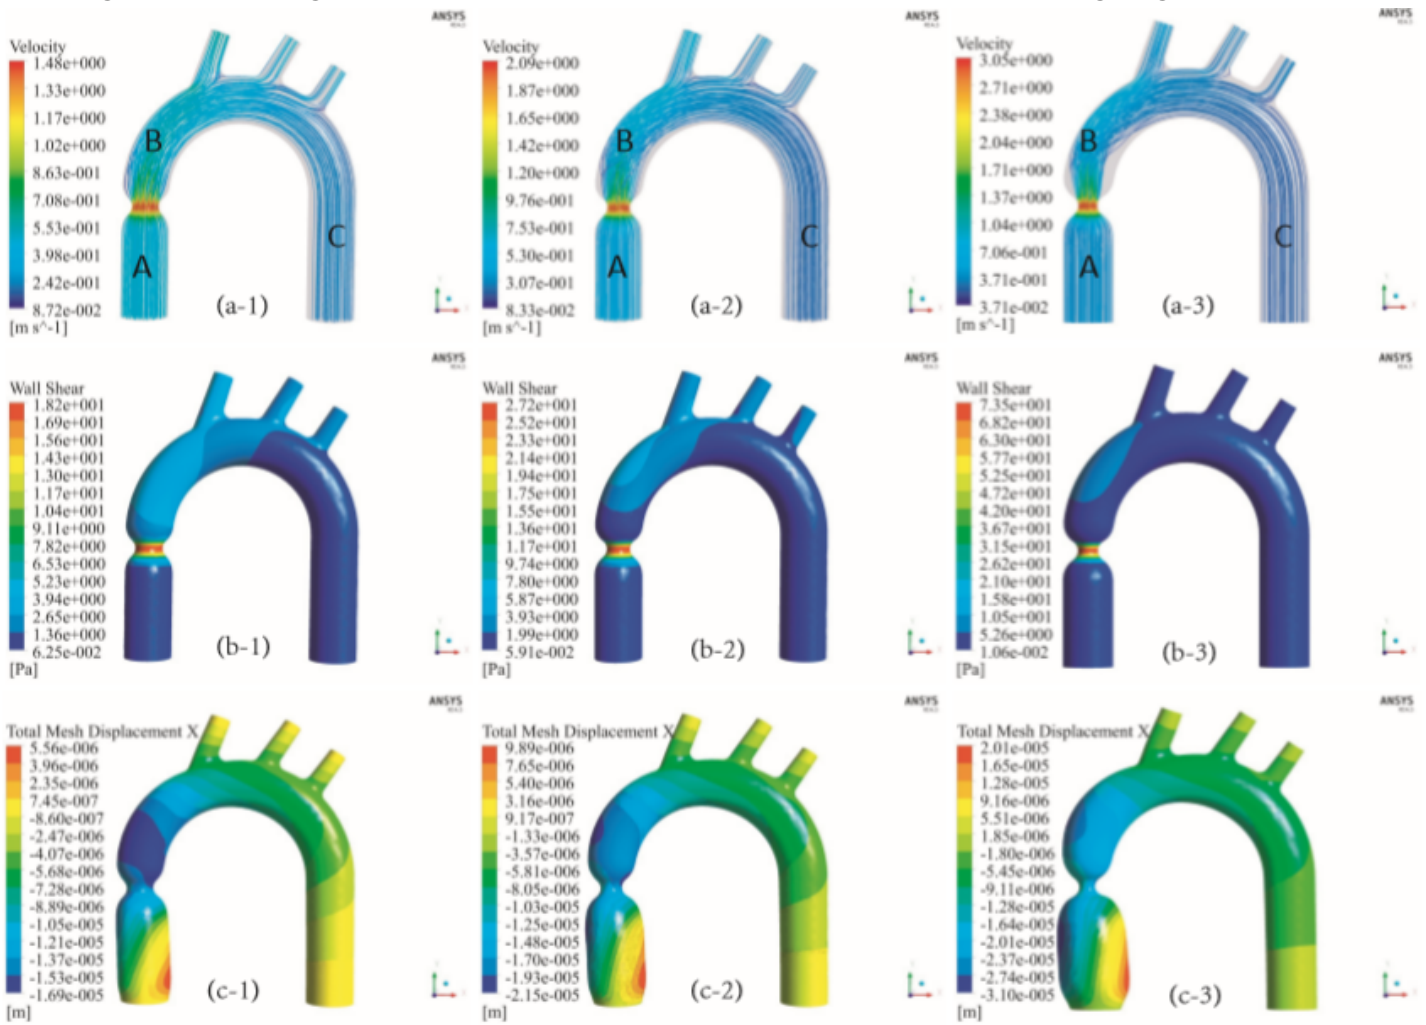 ANSYS
Velocity
1.48e+000
1.33e+000
1.17e+000
1.02e+000
8.63e-001
7.08e-001
5.53e-001
3.98e-001
2.42e-001
8.72e-002
[m s^-1]
B
A
C
(a-1)
ANSYS
Velocity
2.09e+000
1.87e+000
1.65e+000
1.42e+000
1.20e+000
9.76e-001
7.53e-001
5.30e-001
3.07e-001
8.33e-002
[m s^-1]
B
A
C
(a-2)
ANSYS
Velocity
3.05e+000
2.71e+000
2.38e+000
2.04e+000
1.71e+000
1.37e+000
1.04e+000
7.06e-001
3.71e-001
3.71e-002
[m s^-1]
B
A
C
(a-3)
ANSYS
ANSYS
Wall Shear
1.82e+001
1.69e+001
1.56e+001
1.43e+001
1.30e+001
1.17e+001
1.04e+001
9.11e+000
7.82e+000
6.53e+000
5.23e+000
3.94e+000
2.65e+000
1.36e+000
6.25e-002
[Pa]
(b-1)
ANSYS
Wall Shear
2.72e+001
2.52e+001
2.33e+001
2.14e+001
1.94e+001
1.75e+001
1.55e+001
1.36e+001
1.17e+001
9.74e+000
7.80e+000
5.87e+000
3.93e+000
1.99e+000
5.91e-002
[Pa]
(b-2)
ANSYS
Wall Shear
7.35e+001
6.82e+001
6.30e+001
5.77e+001
5.25e+001
4.72e+001
4.20e+001
3.67e+001
3.15e+001
2.62e+001
2.10e+001
1.58e+001
1.05e+001
5.26e+000
1.06e-002
[Pa]
(b-3)
ANSYS
Total Mesh Displacement X
5.56e-006
3.96e-006
2.35e-006
7.45e-007
-8.60e-007
-2.47e-006
-4.07e-006
-5.68e-006
-7.28e-006
-8.89e-006
-1.05e-005
-1.21e-005
-1.37e-005
-1.53e-005
-1.69e-005
[m]
(c-1)
ANSYS
Total Mesh Displacement X
9.89e-006
7.65e-006
5.40e-006
3.16e-006
9.17e-007
-1.33e-006
-3.57e-006
-5.81e-006
-8.05e-006
-1.03e-005
-1.25e-005
-1.48e-005
-1.70e-005
-1.93e-005
-2.15e-005
[m]
(c-2)
ANSYS
Total Mesh Displacement X
2.01e-005
1.65e-005
1.28e-005
9.16e-006
5.51e-006
1.85e-006
-1.80e-006
-5.45e-006
-9.11e-006
-1.28e-005
-1.64e-005
-2.01e-005
-2.37e-005
-2.74e-005
-3.10e-005
[m]
(c-3)